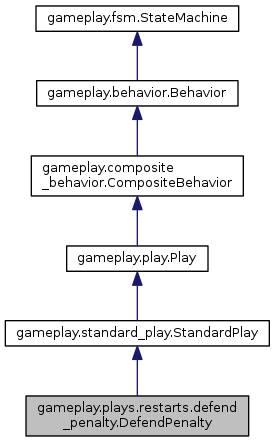 gameplay.fsm.StateMachine
gameplay.behavior.Behavior
gameplay.composite
_behavior.CompositeBehavior
gameplay.play.Play
gameplay.standard_play.StandardPlay
gameplay.plays.restarts.defend
_penalty.DefendPenalty